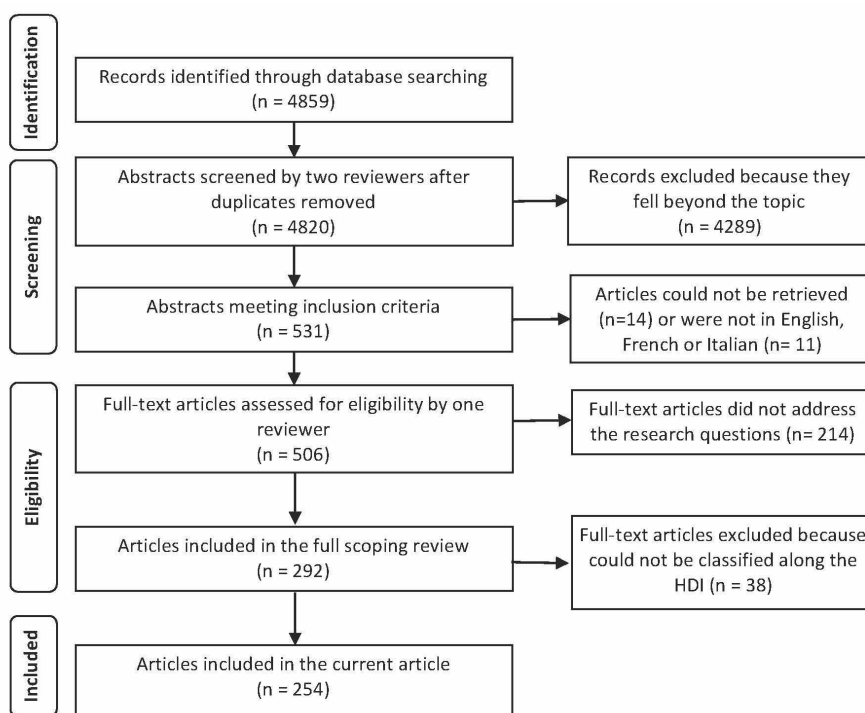 Identification
Records identified through database searching
(n = 4859)
Screening
Abstracts screened by two reviewers after
duplicates removed
(n = 4820)
Records excluded because they
fell beyond the topic
(n = 4289)
Abstracts meeting inclusion criteria
(n = 531)
Articles could not be retrieved
(n=14) or were not in English,
French or Italian (n= 11)
Eligibility
Full-text articles assessed for eligibility by one
reviewer
(n = 506)
Full-text articles did not address
the research questions (n= 214)
Articles included in the full scoping review
(n = 292)
Full-text articles excluded because
could not be classified along the
HDI (n = 38)
Included
Articles included in the current article
(n = 254)